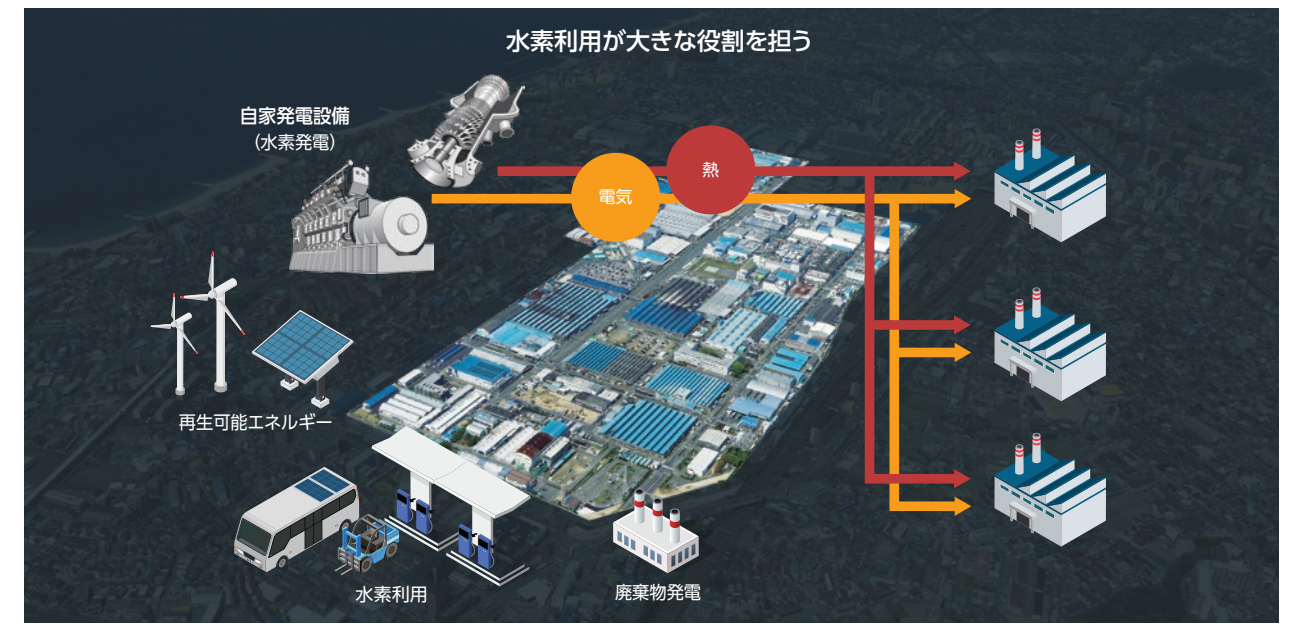 水素利用が大きな役割を担う
自家発電設備
（水素発電）
熱
電気
再生可能エネルギー
水素利用
廃棄物発電